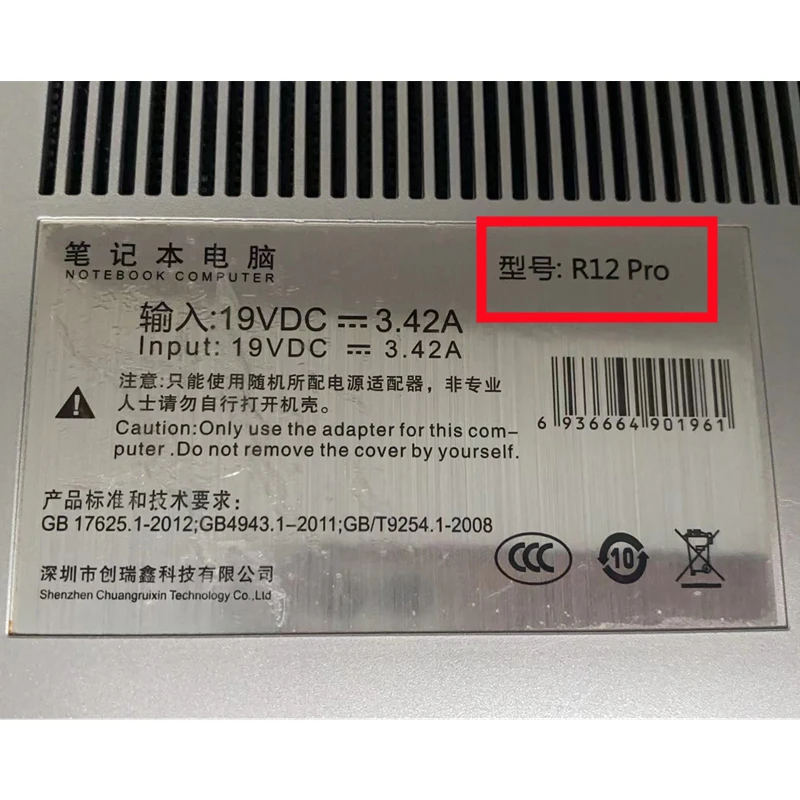 笔记本电脑
NOTEBOOK COMPUTER
型号: R12 Pro
输入:19VDC ⎓ 3.42A
Input: 19VDC ⎓ 3.42A
注意:只能使用随机所配电源适配器，非专业
人士请勿自行打开机壳。
Caution:Only use the adapter for this com-
puter .Do not remove the cover by yourself.
6 936664 901961
产品标准和技术要求:
GB 17625.1-2012;GB4943.1-2011;GB/T9254.1-2008
深圳市创瑞鑫科技有限公司
Shenzhen Chuangruixin Technology Co.,Ltd
CCC
10